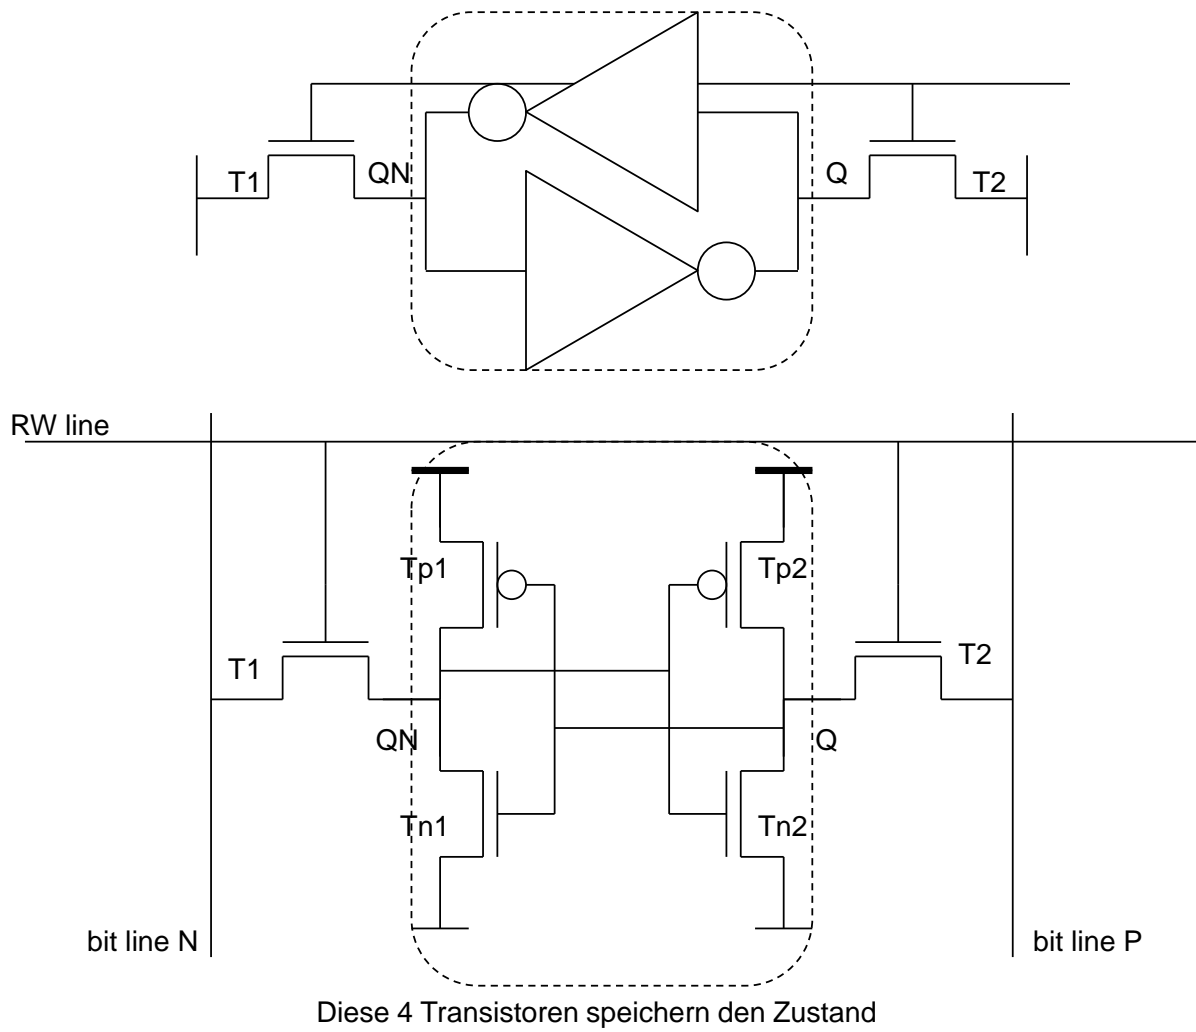 T1
QN
Q
T2
RW line
Tp1
Tp2
T1
T2
QN
Q
Tn1
Tn2
bit line N
bit line P
Diese 4 Transistoren speichern den Zustand